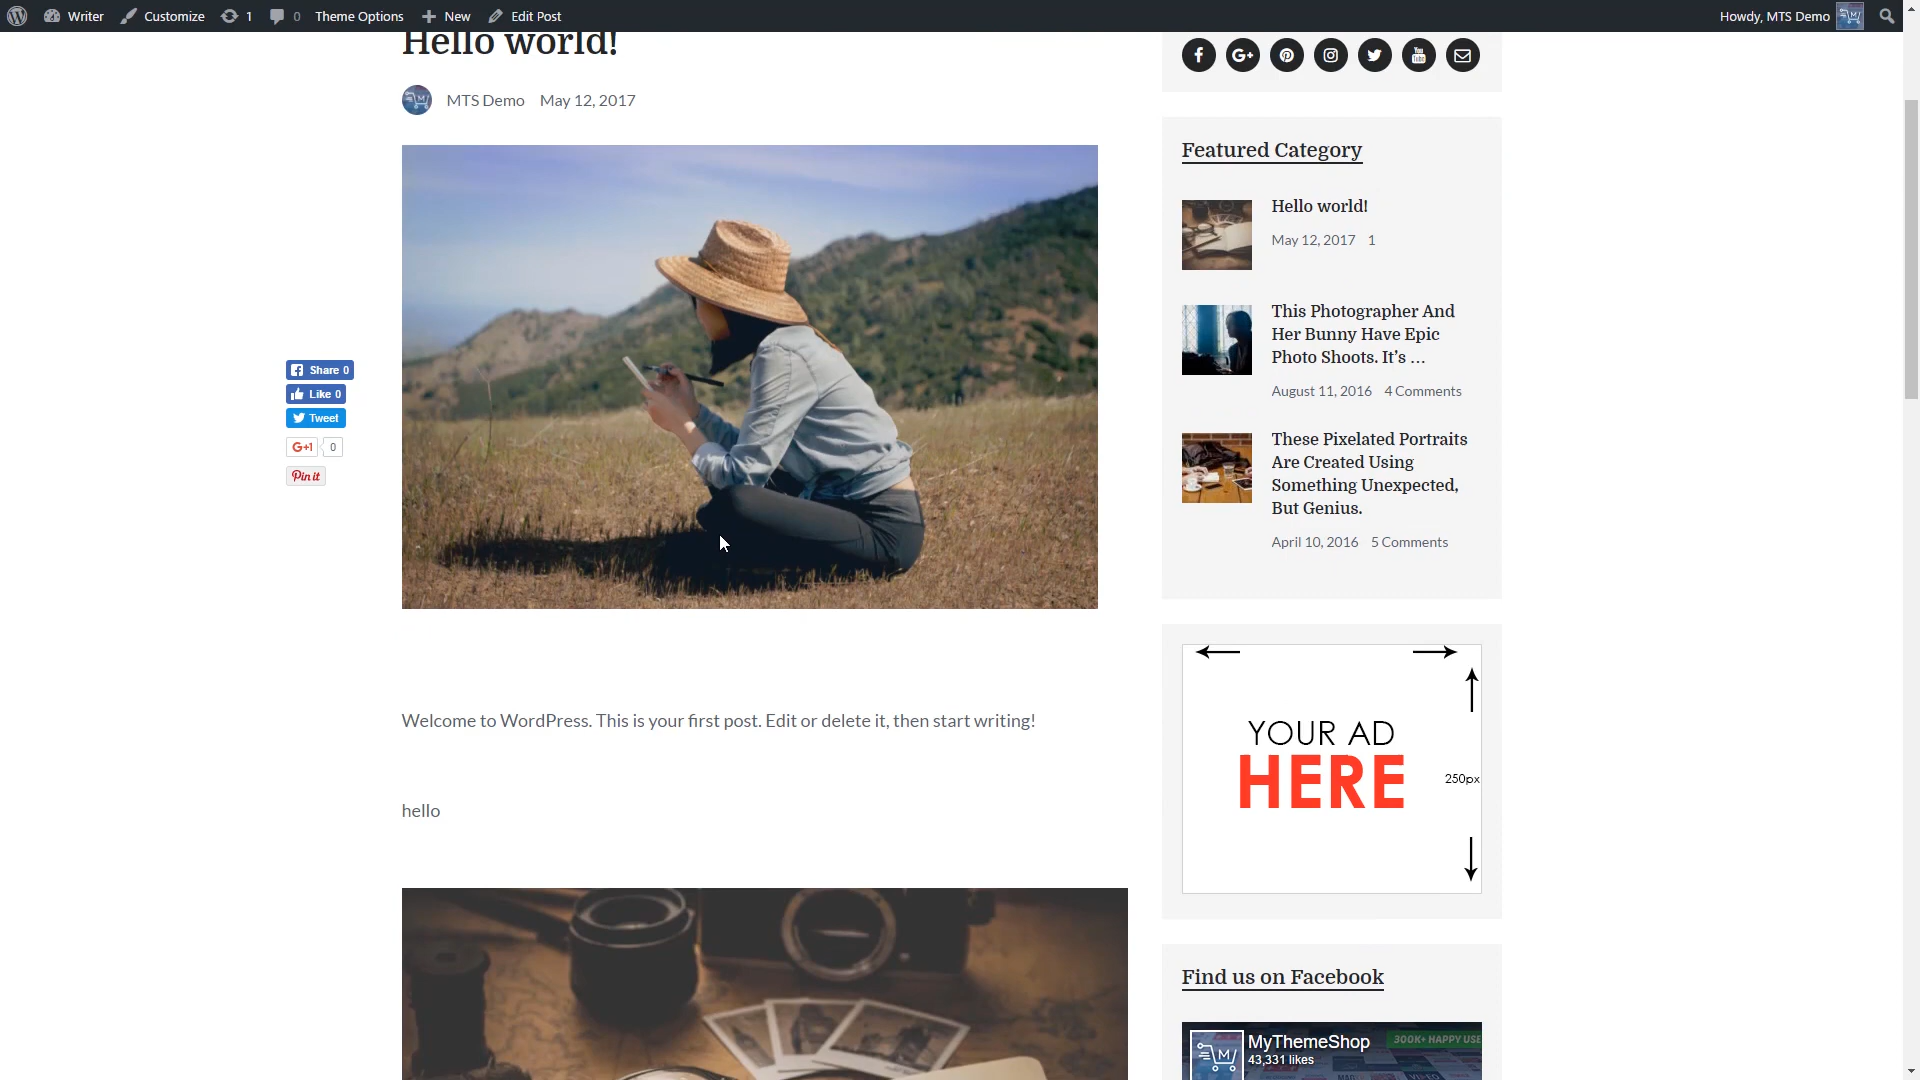 Writer Customize 1 0 Theme Options New Edit Post Howdy, MTS Demo
Hello world!
MTS Demo May 12, 2017
Share 0
Like 0
Tweet
G+1 0
Pin it
Welcome to WordPress. This is your first post. Edit or delete it, then start writing!
hello
Featured Category
Hello world!
May 12, 2017 1
This Photographer And
Her Bunny Have Epic
Photo Shoots. It's …
August 11, 2016 4 Comments
These Pixelated Portraits
Are Created Using
Something Unexpected,
But Genius.
April 10, 2016 5 Comments
YOUR AD
HERE
250px
Find us on Facebook
MyThemeShop
43,331 likes
300K+ HAPPY USE